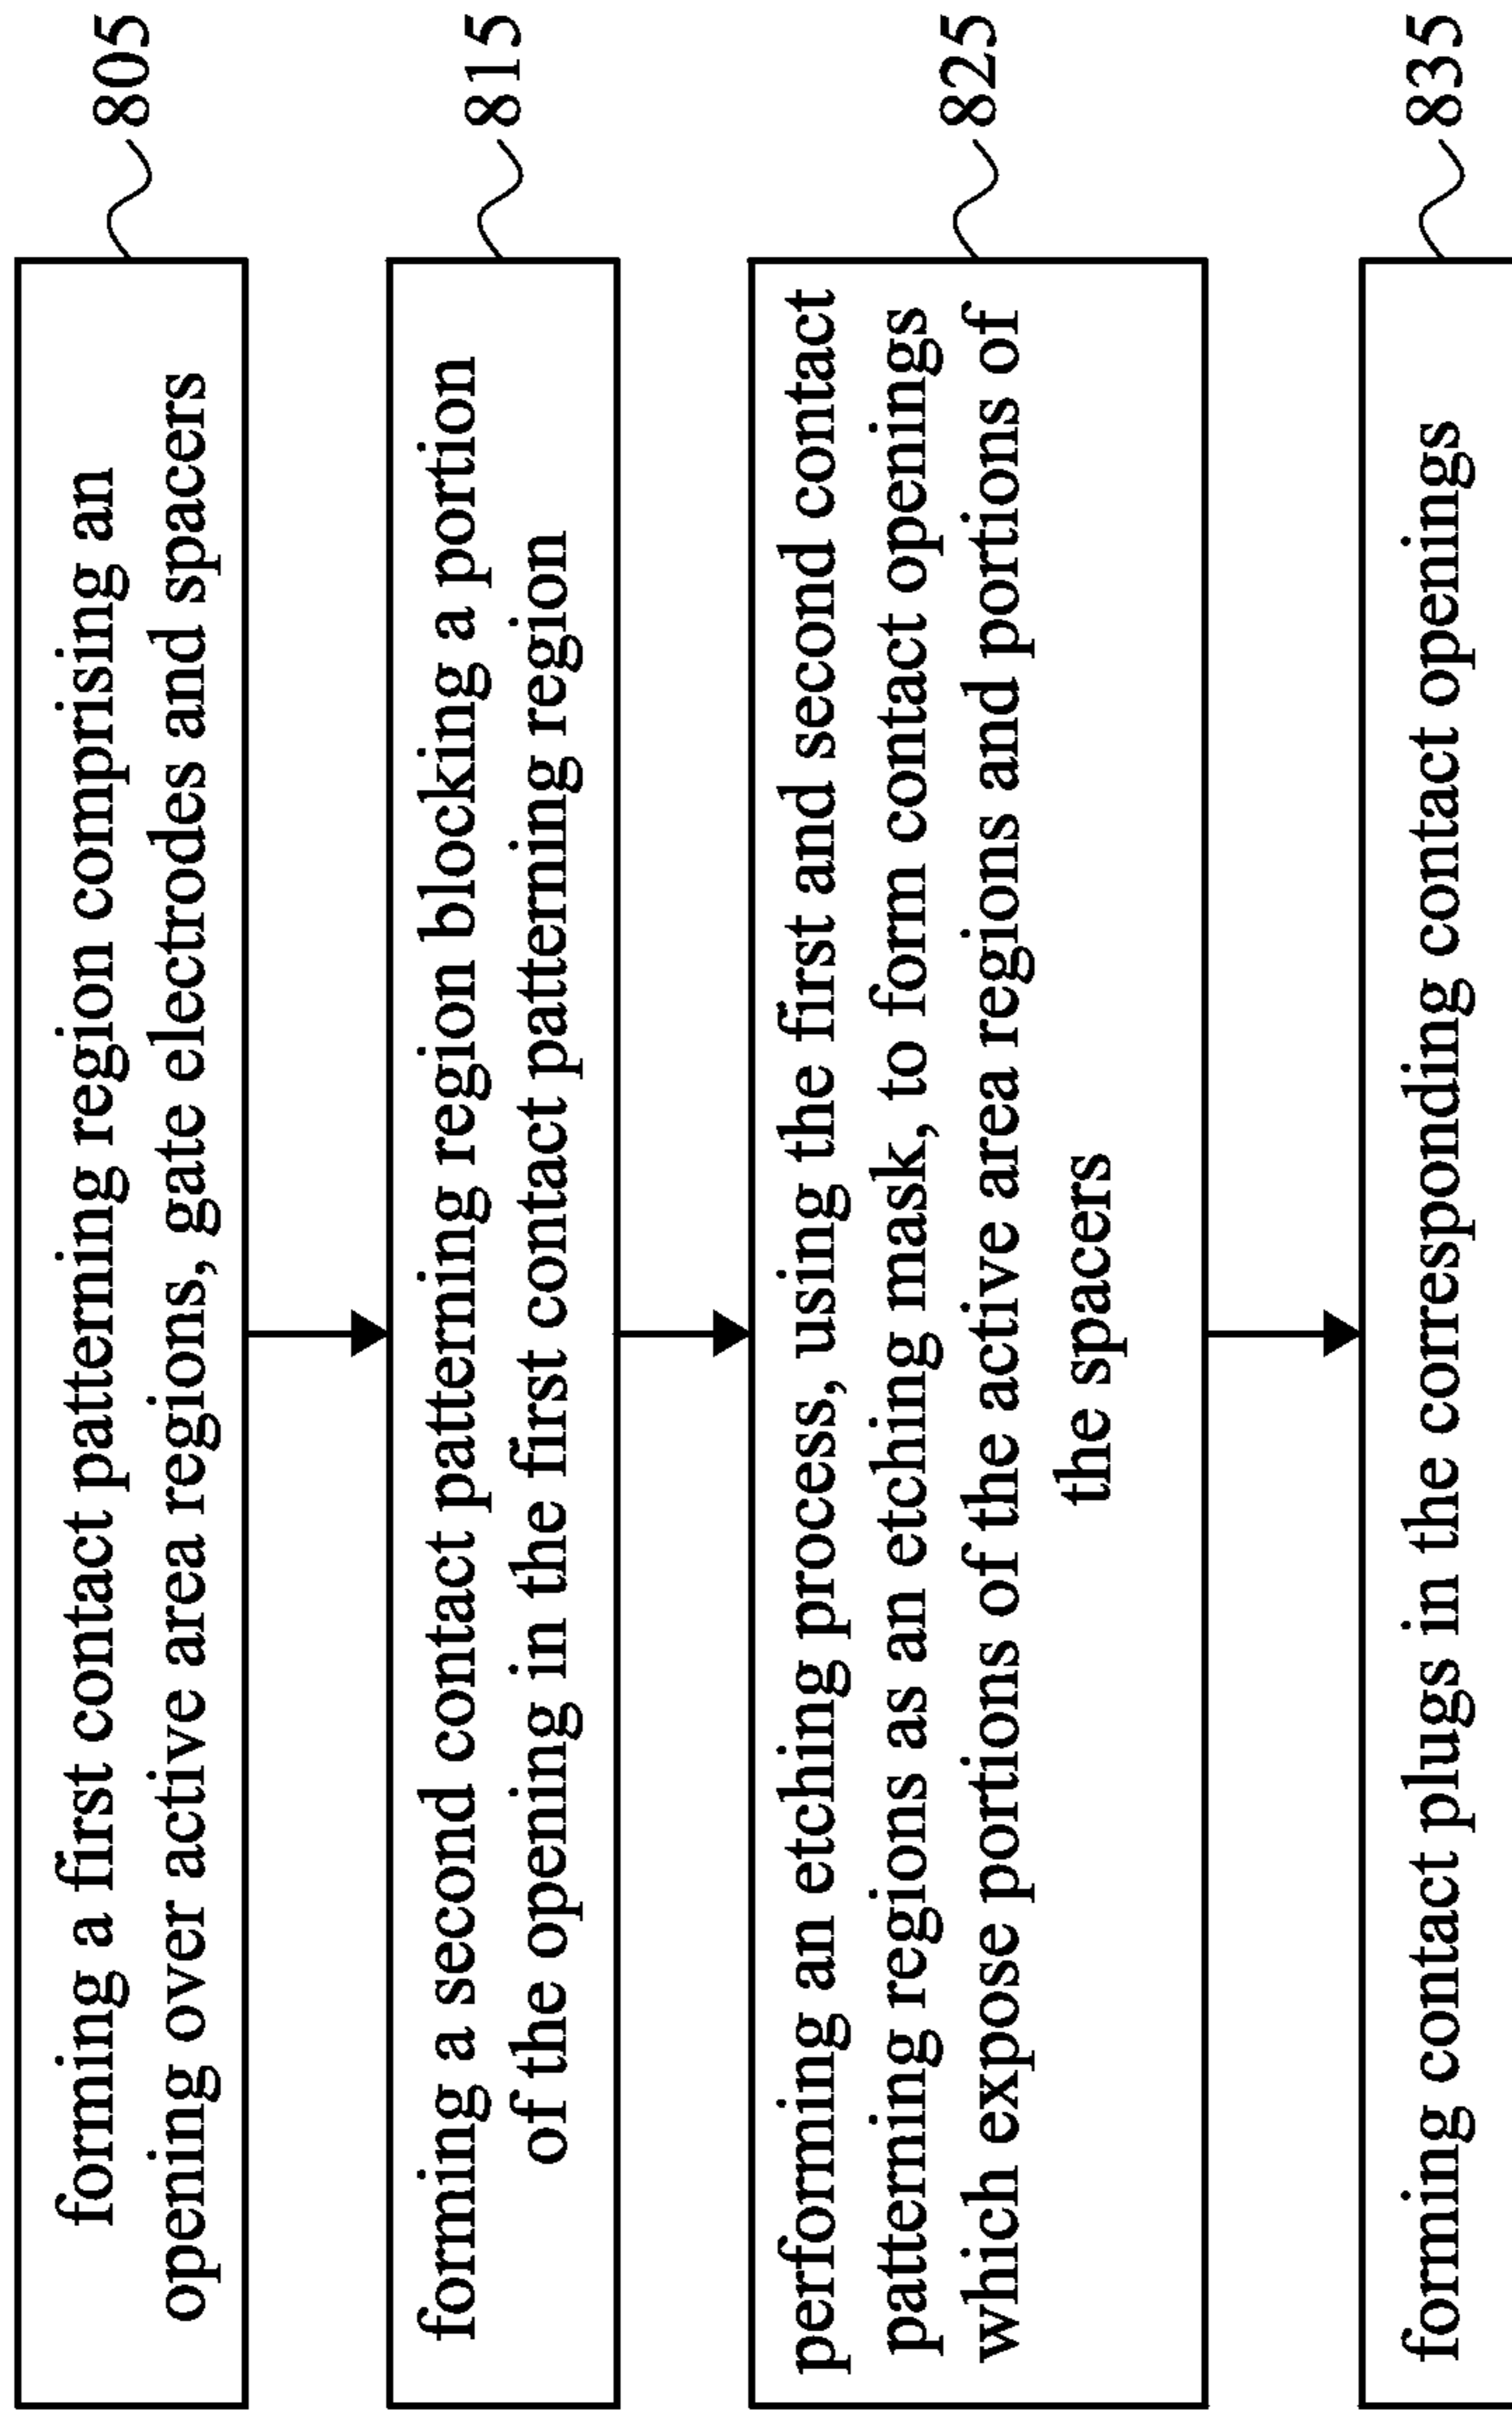 forming a first contact patterning region comprising an
opening over active area regions, gate electrodes and spacers
805
forming a second contact patterning region blocking a portion
of the opening in the first contact patterning region
815
performing an etching process, using the first and second contact
patterning regions as an etching mask, to form contact openings
which expose portions of the active area regions and portions of
the spacers
825
forming contact plugs in the corresponding contact openings
835